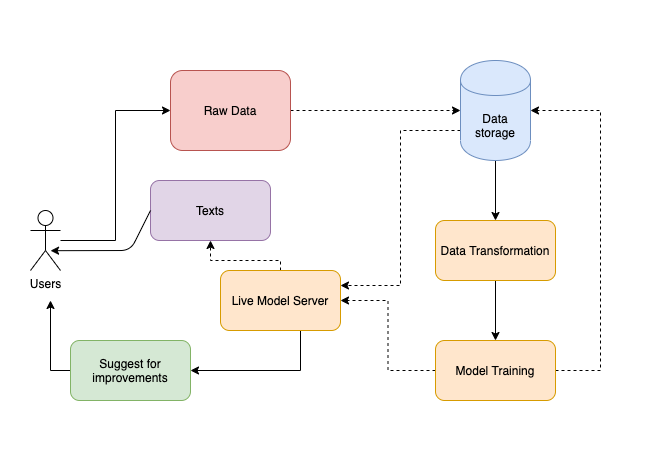 Raw Data
Data
storage
Texts
Users
Data Transformation
Live Model Server
Suggest for
improvements
Model Training